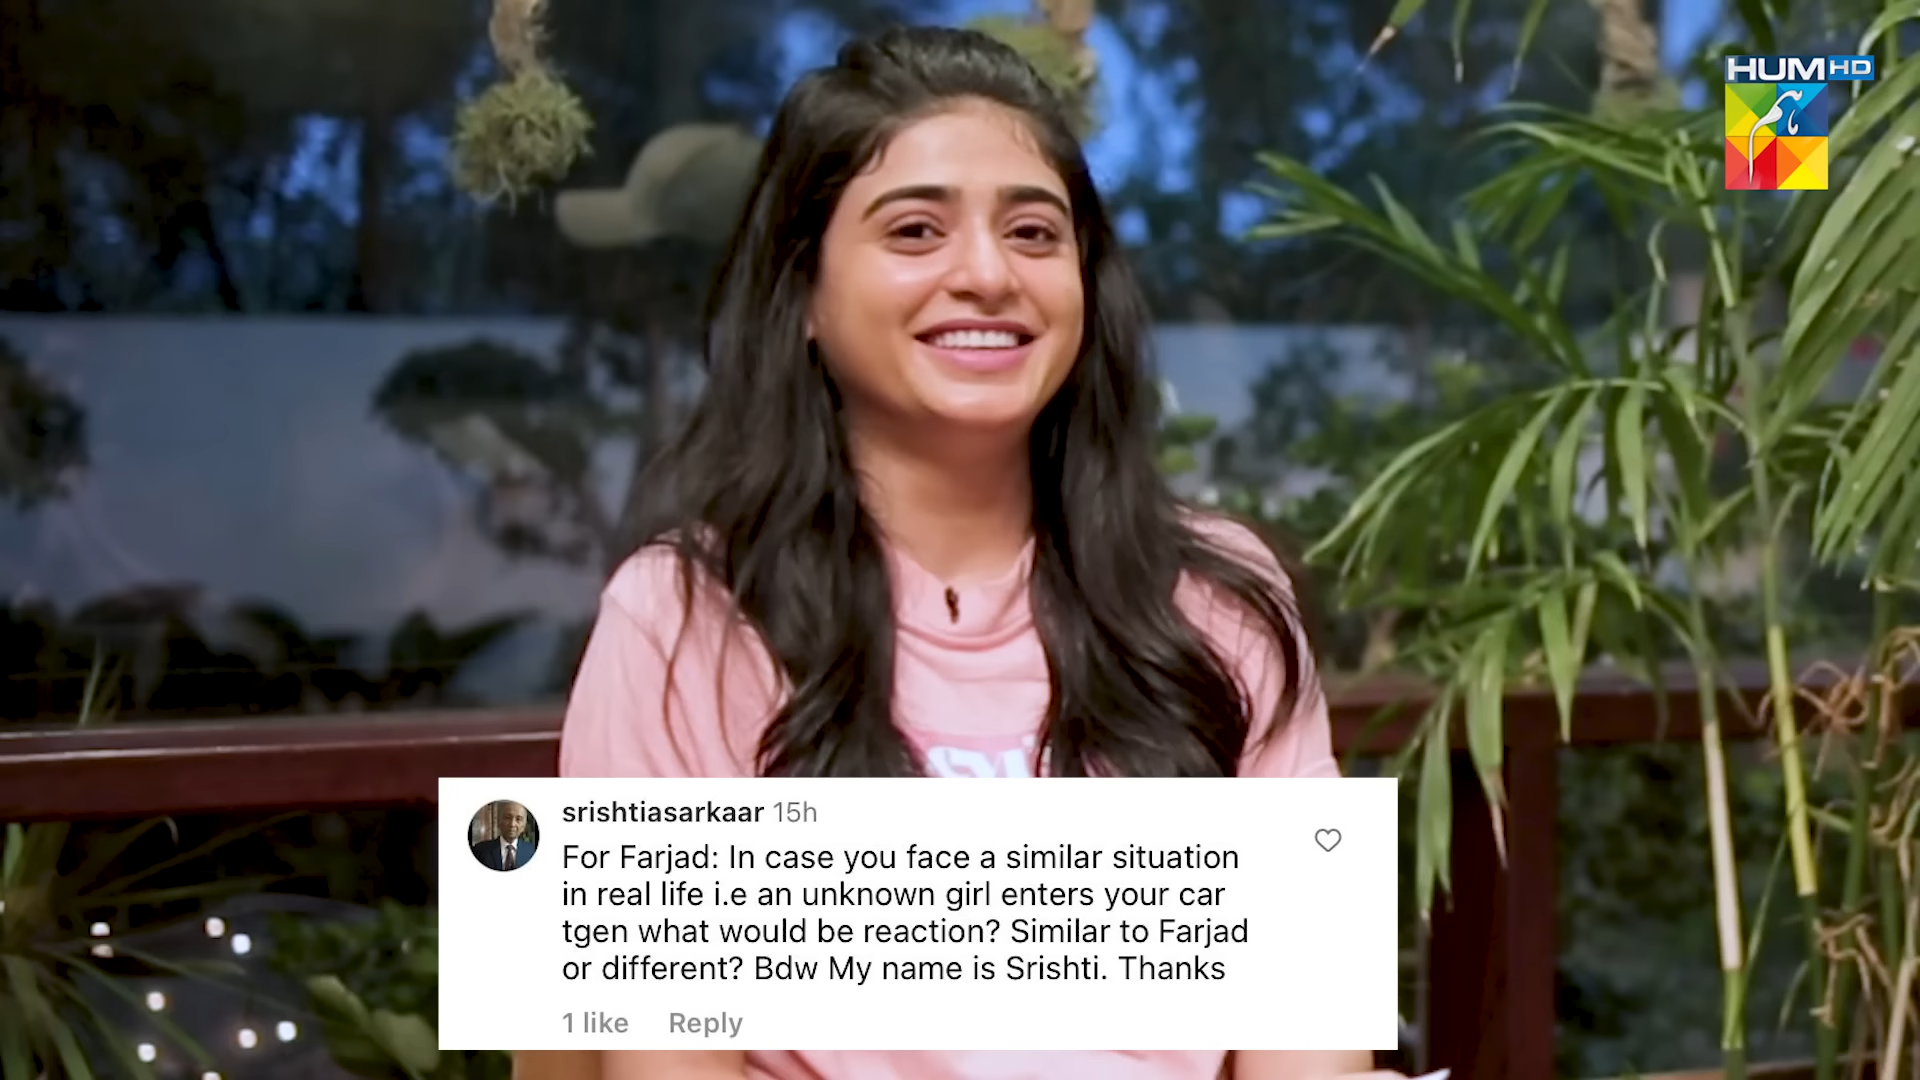 HUM HD
ہم
srishtiasarkaar 15h
For Farjad: In case you face a similar situation
in real life i.e an unknown girl enters your car
tgen what would be reaction? Similar to Farjad
or different? Bdw My name is Srishti. Thanks
1 like Reply